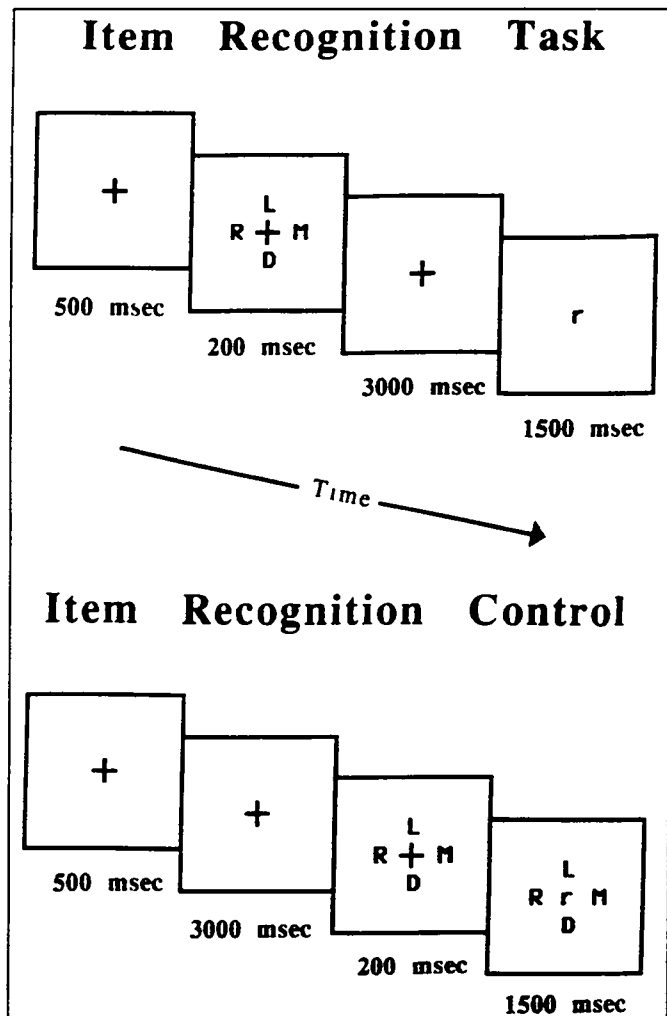 Item Recognition Task
+
L
R + M
D
+
r
500 msec
200 msec
3000 msec
1500 msec
Time
Item Recognition Control
+
+
L
R + M
D
L
R r M
D
500 msec
3000 msec
200 msec
1500 msec